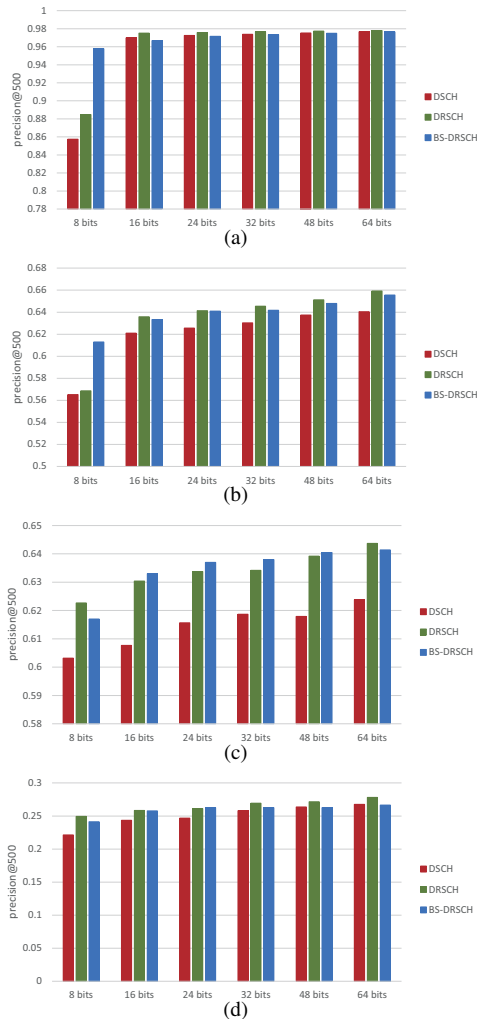 1
0.98
0.96
0.94
0.92
0.9
0.88
0.86
0.84
0.82
0.8
0.78
precision@500
8 bits 16 bits 24 bits 32 bits 48 bits 64 bits
DSCH
DRSCH
BS-DRSCH
(a)
0.68
0.66
0.64
0.62
0.6
0.58
0.56
0.54
0.52
0.5
precision@500
8 bits 16 bits 24 bits 32 bits 48 bits 64 bits
DSCH
DRSCH
BS-DRSCH
(b)
0.65
0.64
0.63
0.62
0.61
0.6
0.59
0.58
precision@500
8 bits 16 bits 24 bits 32 bits 48 bits 64 bits
DSCH
DRSCH
BS-DRSCH
(c)
0.3
0.25
0.2
0.15
0.1
0.05
0
precision@500
8 bits 16 bits 24 bits 32 bits 48 bits 64 bits
DSCH
DRSCH
BS-DRSCH
(d)